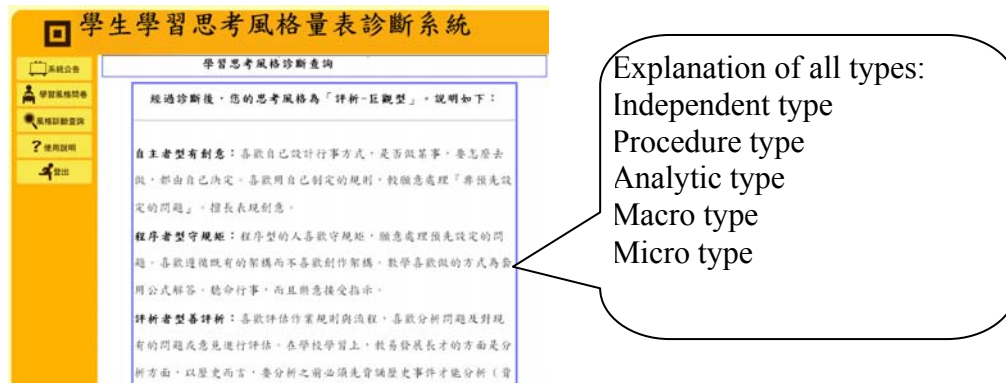 學生學習思考風格量表診斷系統
系統公告
學習風格問卷
風格診斷查詢
?使用說明
登出
學習思考風格診斷查詢
經過診斷後,您的思考風格為「評析-巨觀型」。說明如下:
自主者型有創意:喜歡自己設計行事方式,是否做某事,要怎麼去
做,都由自己決定。喜歡用自己制定的規則,較願意處理『非預先設
定的問題』。擅長表現創意。
程序者型守規矩:程序型的人喜歡守規矩,願意處理預先設定的問
題。喜歡遵循既有的架構而不喜歡創作架構。數學喜歡做的方式為套
用公式解答。聽命行事,而且樂意接受指示。
評析者型善評析:喜歡評估作業規則與流程,喜歡分析問題及對現
有的問題或意見進行評估。在學校學習上,較易發展長才的方面是分
析方面,以歷史而言,要分析之前必須先背誦歷史事件才能分析(背
Explanation of all types:
Independent type
Procedure type
Analytic type
Macro type
Micro type